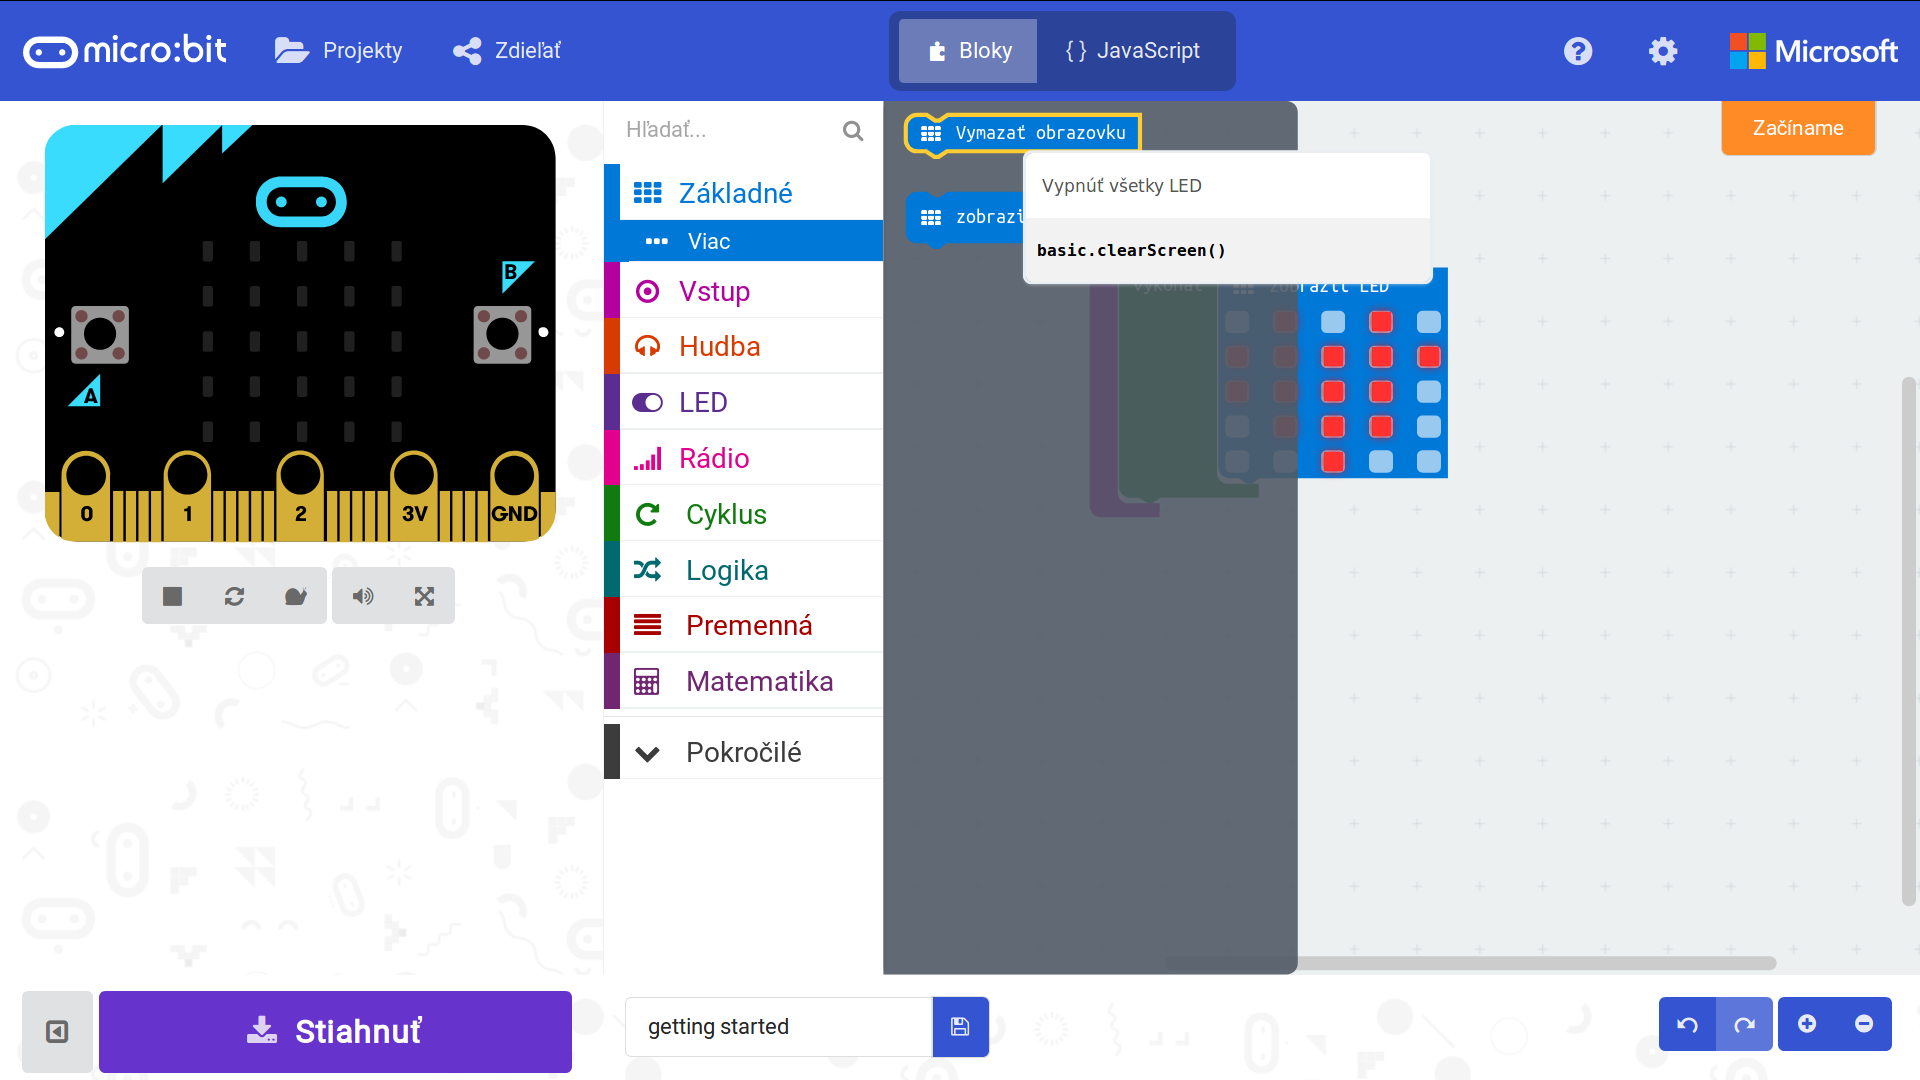 micro:bit
Projekty
Zdieľať
Bloky
{ } JavaScript
Microsoft
Začíname
Hľadať...
Základné
Viac
Vstup
Hudba
LED
Rádio
Cyklus
Logika
Premenná
Matematika
Pokročilé
Vymazať obrazovku
Vypnúť všetky LED
basic.clearScreen()
vykonať
zobraziť LED
B
A
0
1
2
3V
GND
Stiahnuť
getting started